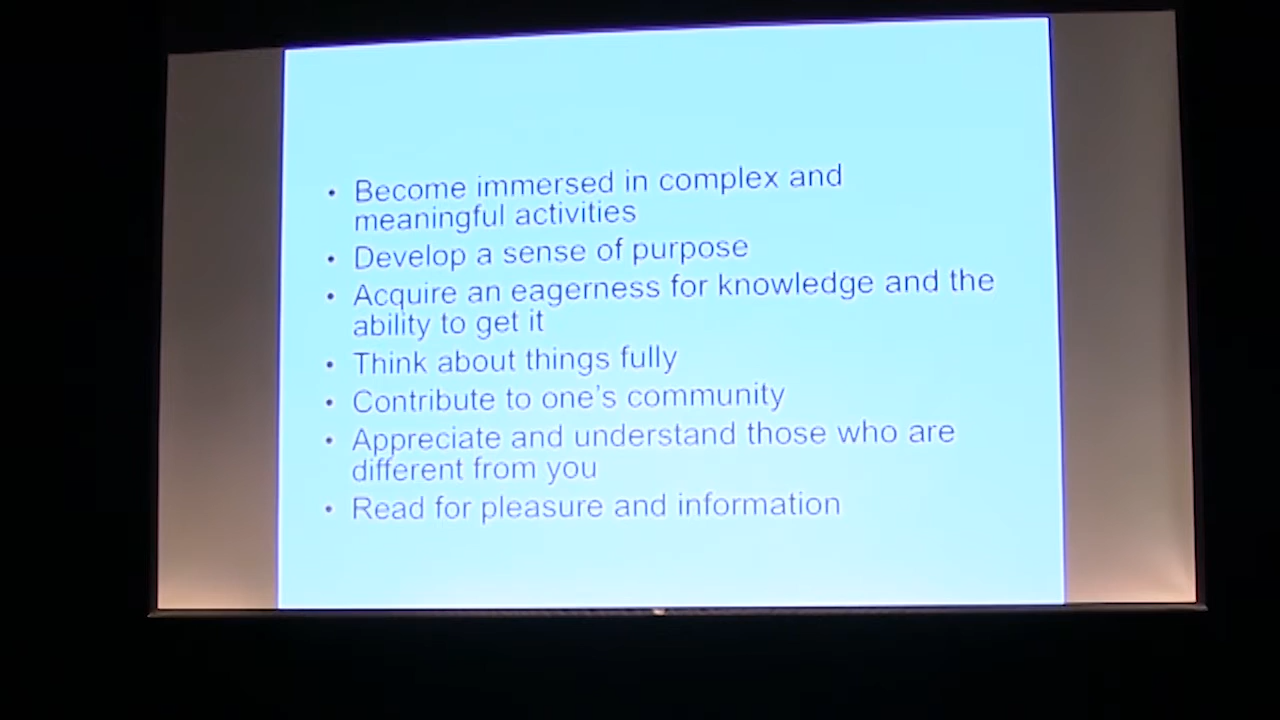 • Become immersed in complex and
meaningful activities
• Develop a sense of purpose
• Acquire an eagerness for knowledge and the
ability to get it
• Think about things fully
• Contribute to one's community
• Appreciate and understand those who are
different from you
• Read for pleasure and information